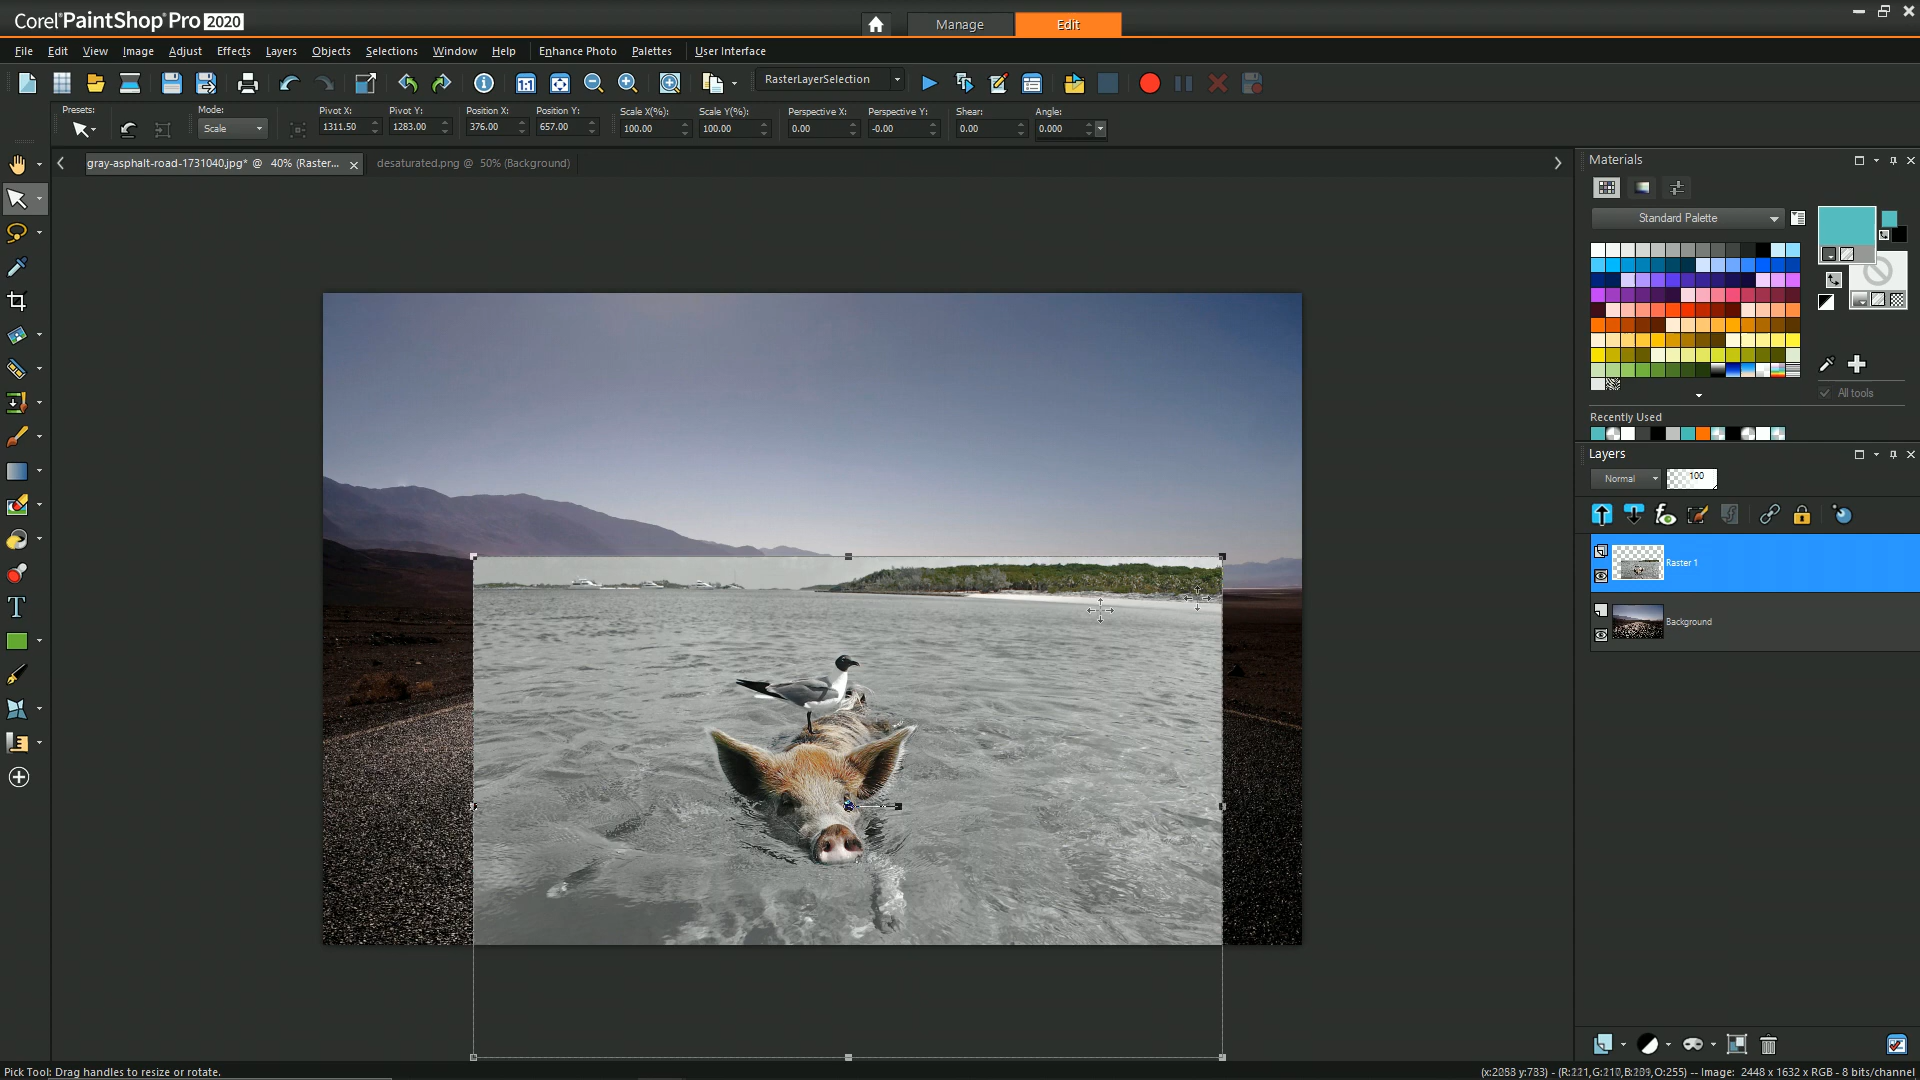 Corel PaintShop Pro 2020
Manage
Edit
File Edit View Image Adjust Effects Layers Objects Selections Window Help Enhance Photo Palettes User Interface
RasterLayerSelection
Presets:
Mode:
Scale
Pivot X: Pivot Y: Position X: Position Y: Scale X(%): Scale Y(%): Perspective X: Perspective Y: Shear: Angle:
1311.50 1283.00 376.00 657.00 100.00 100.00 0.00 -0.00 0.00 0.000
gray-asphalt-road-1731040.jpg* @ 40% (Raster...
desaturated.png @ 50% (Background)
Materials
Standard Palette
All tools
Recently Used
Layers
Normal
100
Raster 1
Background
Pick Tool: Drag handles to resize or rotate.
-- Image: 2448 x 1632 x RGB - 8 bits/channel